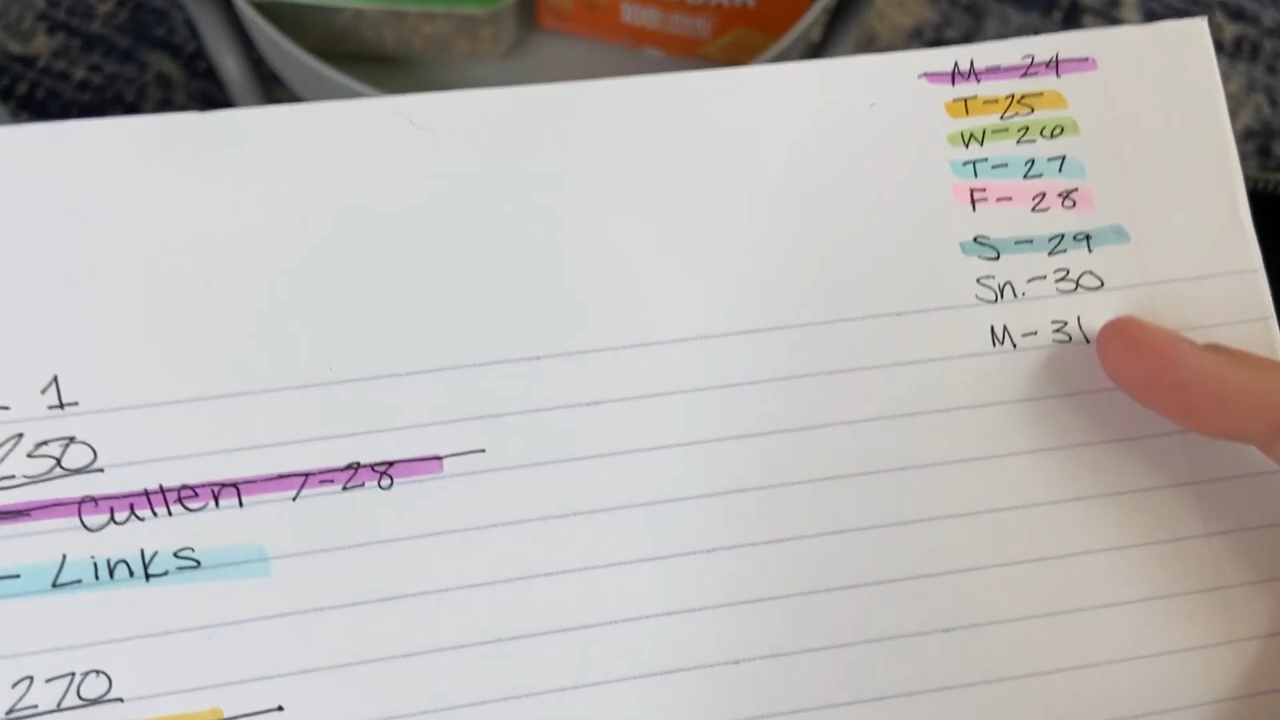 M-24
T-25
W-26
T-27
F-28
S-29
Sn.-30
M-31
- 1
250
Cullen 7-28
- Links
270